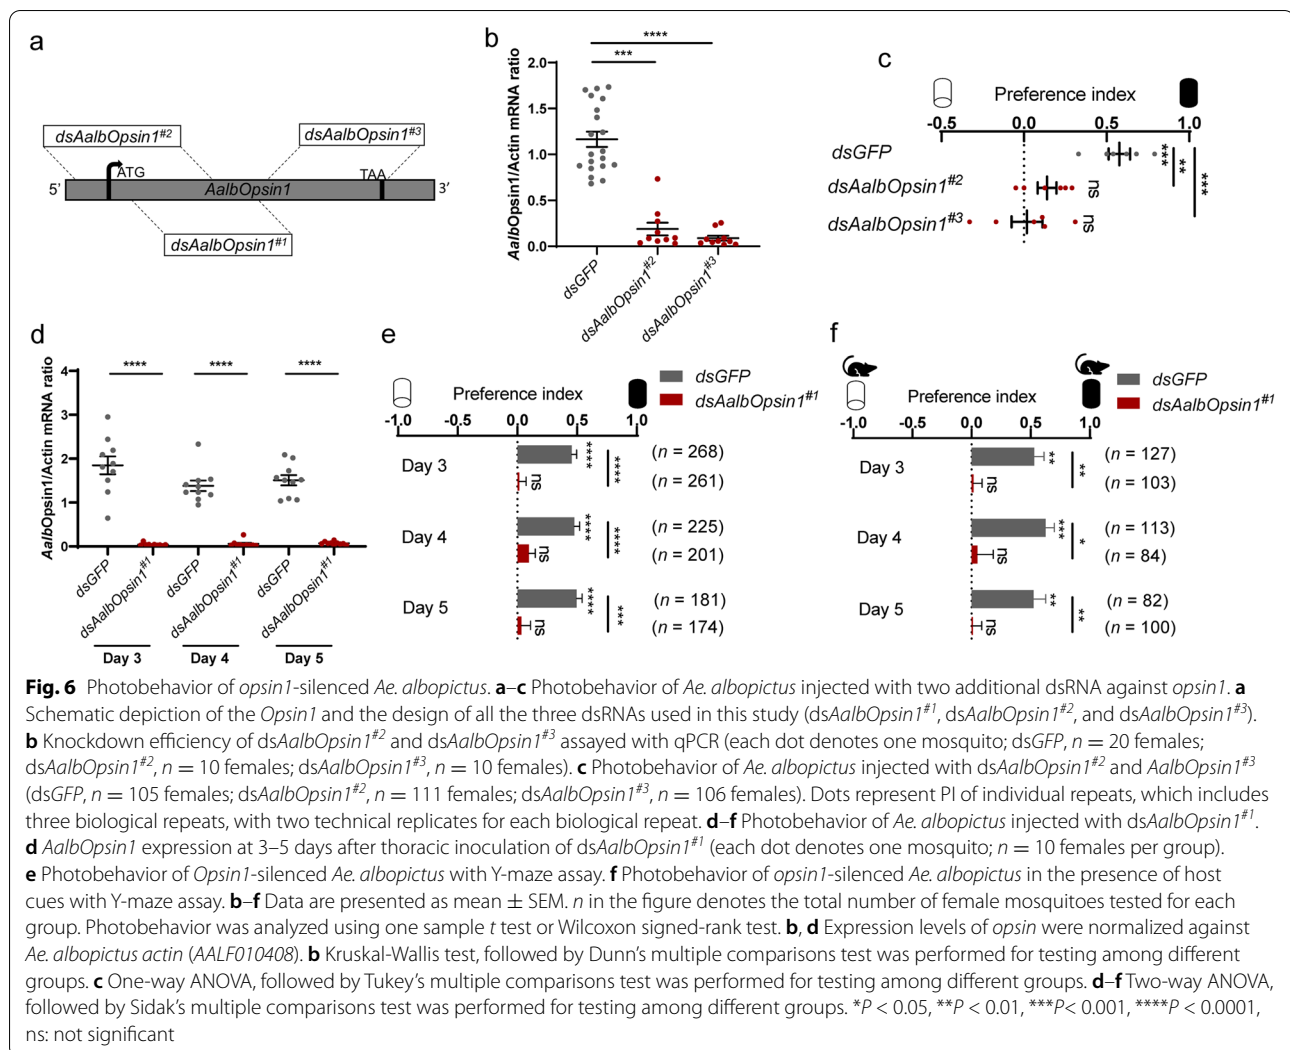 a
dsAalbOpsin1#2
dsAalbOpsin1#3
ATG
TAA
5'
AalbOpsin1
3'
dsAalbOpsin1#1
b
****
***
AalbOpsin1/Actin mRNA ratio
2.0
1.5
1.0
0.5
0.0
dsGFP
dsAalbOpsin1#2
dsAalbOpsin1#3
c
Preference index
-0.5 0.0 0.5 1.0
dsGFP
***
**
***
dsAalbOpsin1#2
ns
dsAalbOpsin1#3
ns
d
AalbOpsin1/Actin mRNA ratio
**** **** ****
4
3
2
1
0
dsGFP
dsAalbOpsin1#1
dsGFP
dsAalbOpsin1#1
dsGFP
dsAalbOpsin1#1
Day 3 Day 4 Day 5
e
dsGFP
dsAalbOpsin1#1
Preference index
-1.0 -0.5 0.0 0.5 1.0
Day 3
**** (n = 268)
****
ns (n = 261)
Day 4
**** (n = 225)
****
ns (n = 201)
Day 5
**** (n = 181)
***
ns (n = 174)
f
dsGFP
dsAalbOpsin1#1
Preference index
-1.0 -0.5 0.0 0.5 1.0
Day 3
** (n = 127)
**
ns (n = 103)
Day 4
*** (n = 113)
*
ns (n = 84)
Day 5
** (n = 82)
**
ns (n = 100)
Fig. 6 Photobehavior of opsin1-silenced Ae. albopictus. a–c Photobehavior of Ae. albopictus injected with two additional dsRNA against opsin1. a
Schematic depiction of the Opsin1 and the design of all the three dsRNAs used in this study (dsAalbOpsin1#1, dsAalbOpsin1#2, and dsAalbOpsin1#3).
b Knockdown efficiency of dsAalbOpsin1#2 and dsAalbOpsin1#3 assayed with qPCR (each dot denotes one mosquito; dsGFP, n = 20 females;
dsAalbOpsin1#2, n = 10 females; dsAalbOpsin1#3, n = 10 females). c Photobehavior of Ae. albopictus injected with dsAalbOpsin1#2 and AalbOpsin1#3
(dsGFP, n = 105 females; dsAalbOpsin1#2, n = 111 females; dsAalbOpsin1#3, n = 106 females). Dots represent PI of individual repeats, which includes
three biological repeats, with two technical replicates for each biological repeat. d–f Photobehavior of Ae. albopictus injected with dsAalbOpsin1#1.
d AalbOpsin1 expression at 3–5 days after thoracic inoculation of dsAalbOpsin1#1 (each dot denotes one mosquito; n = 10 females per group).
e Photobehavior of Opsin1-silenced Ae. albopictus with Y-maze assay. f Photobehavior of opsin1-silenced Ae. albopictus in the presence of host
cues with Y-maze assay. b–f Data are presented as mean ± SEM. n in the figure denotes the total number of female mosquitoes tested for each
group. Photobehavior was analyzed using one sample t test or Wilcoxon signed-rank test. b, d Expression levels of opsin were normalized against
Ae. albopictus actin (AALF010408). b Kruskal-Wallis test, followed by Dunn's multiple comparisons test was performed for testing among different
groups. c One-way ANOVA, followed by Tukey's multiple comparisons test was performed for testing among different groups. d–f Two-way ANOVA,
followed by Sidak's multiple comparisons test was performed for testing among different groups. *P < 0.05, **P < 0.01, ***P< 0.001, ****P < 0.0001,
ns: not significant